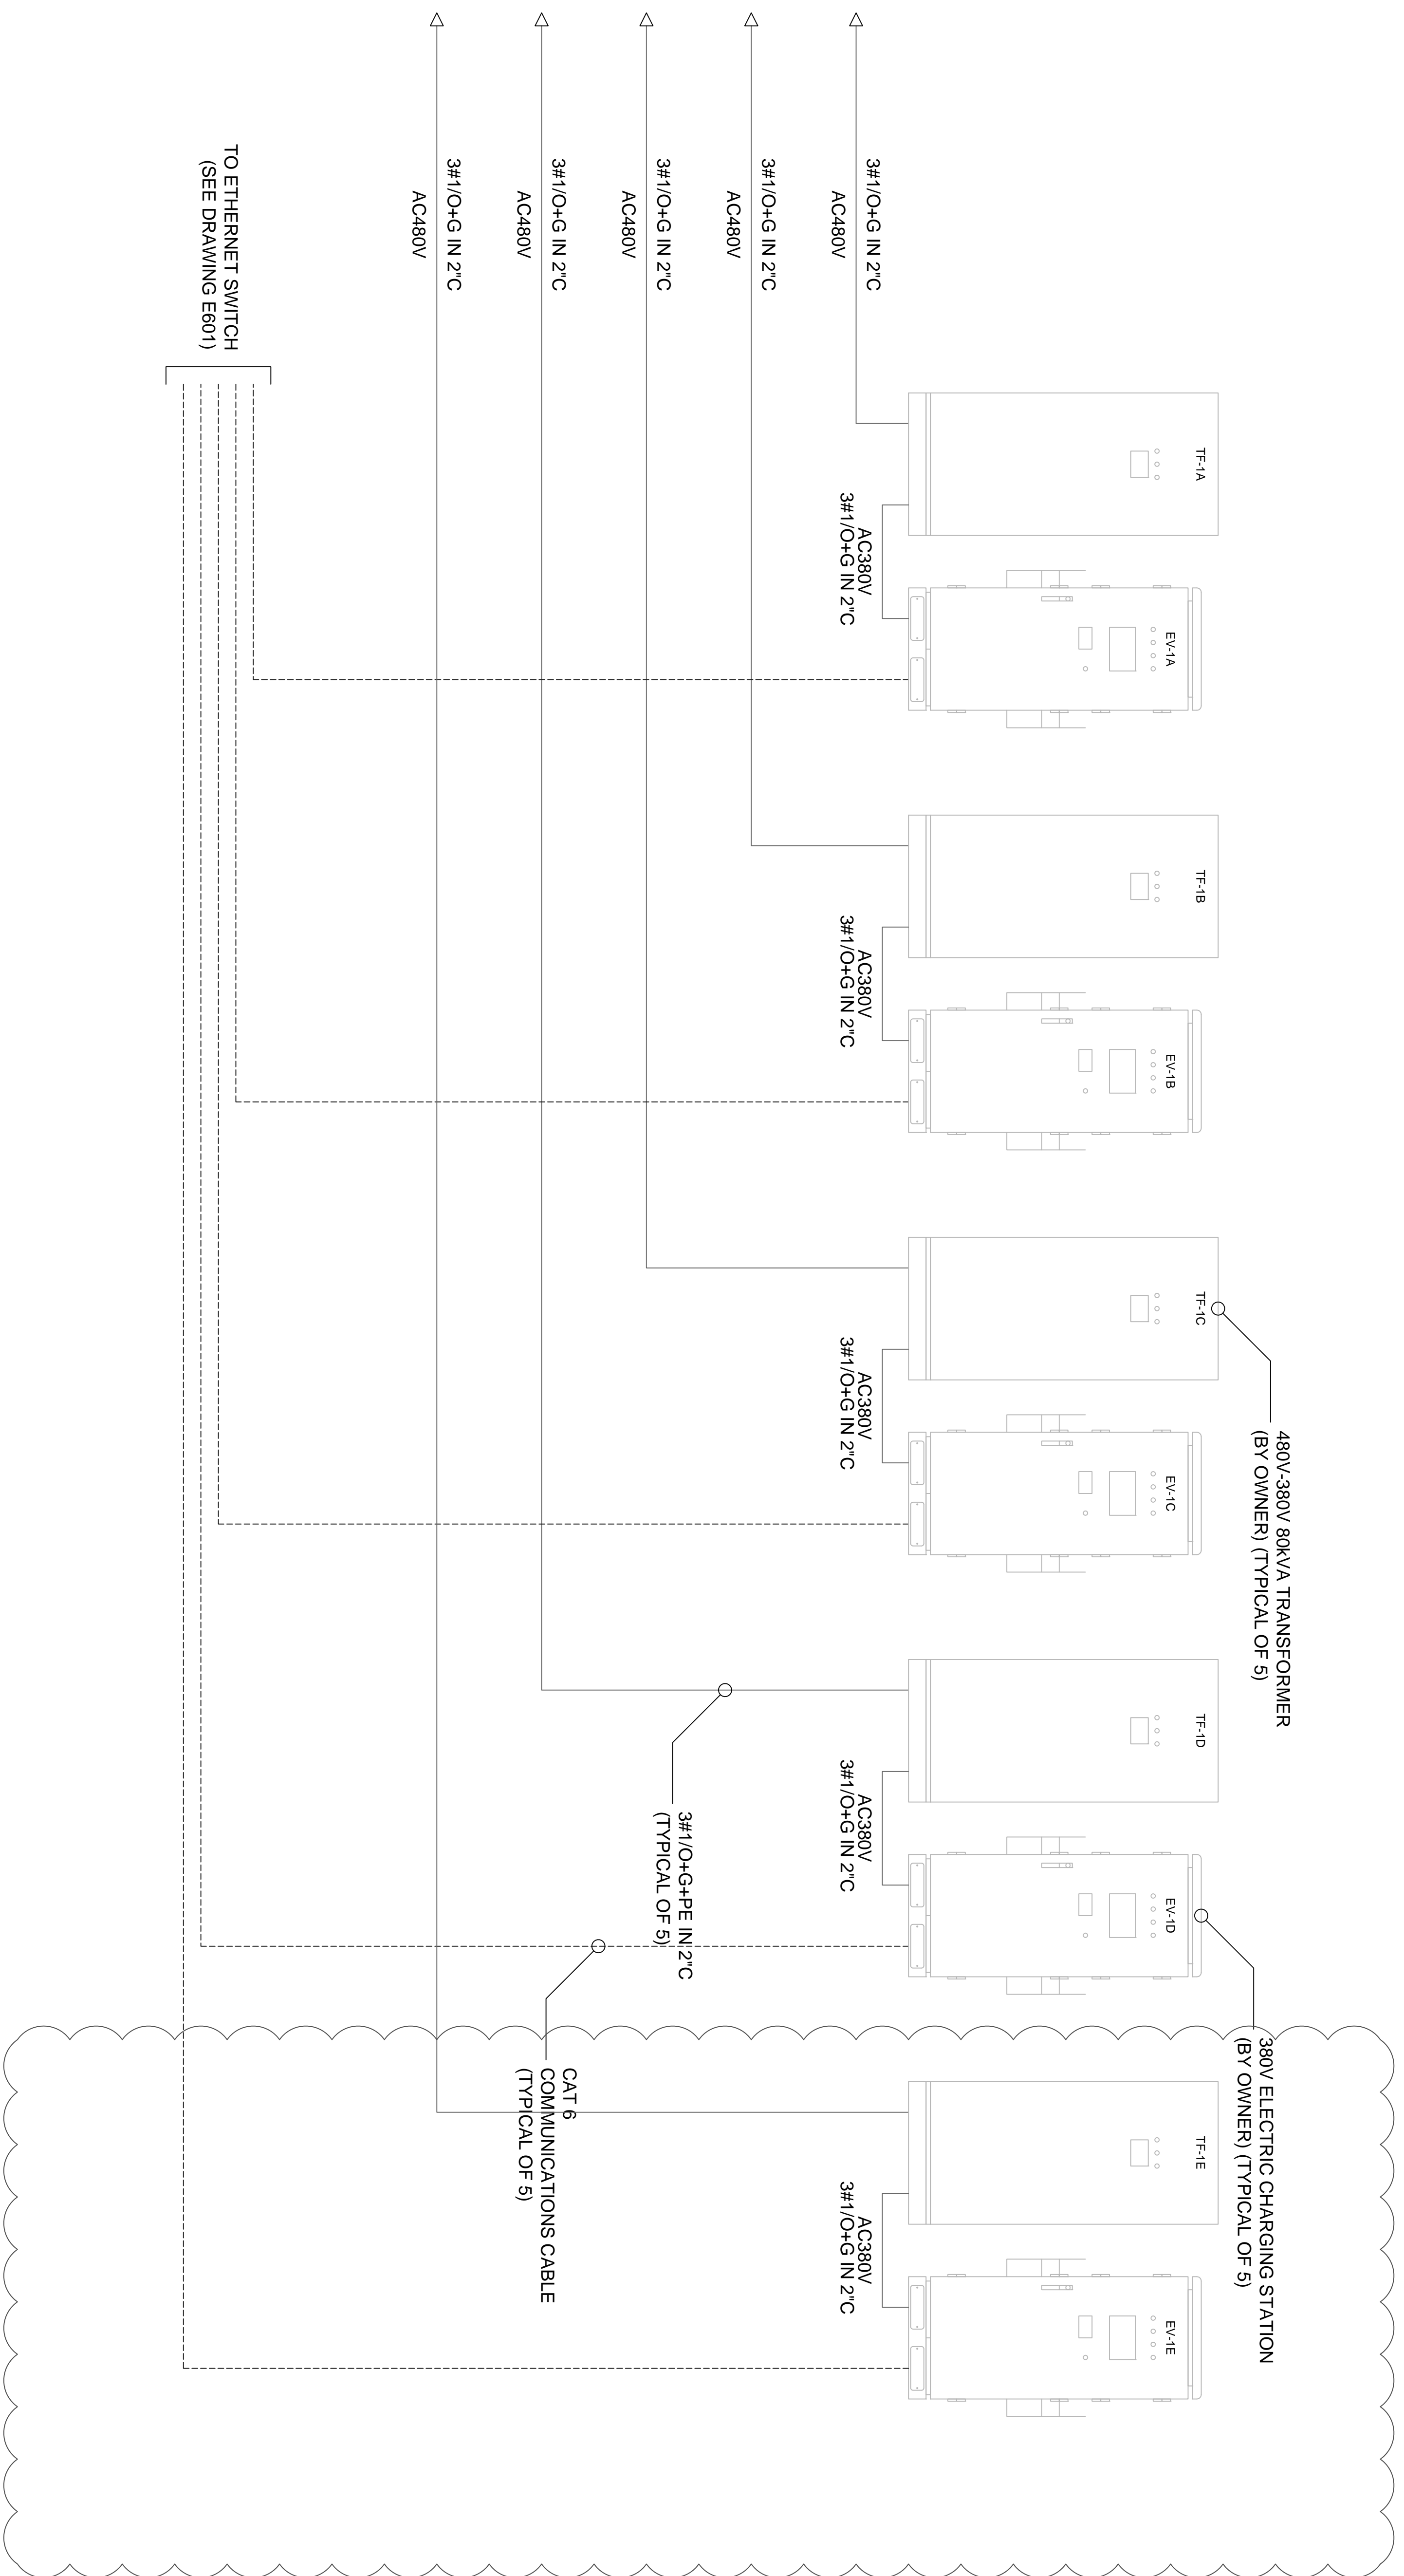 480V-380V 80kVA TRANSFORMER
(BY OWNER) (TYPICAL OF 5)
380V ELECTRIC CHARGING STATION
(BY OWNER) (TYPICAL OF 5)
TF-1A
EV-1A
TF-1B
EV-1B
TF-1C
EV-1C
TF-1D
EV-1D
TF-1E
EV-1E
AC380V
3#1/O+G IN 2"C
AC380V
3#1/O+G IN 2"C
AC380V
3#1/O+G IN 2"C
AC380V
3#1/O+G IN 2"C
AC380V
3#1/O+G IN 2"C
3#1/O+G IN 2"C
AC480V
3#1/O+G IN 2"C
AC480V
3#1/O+G IN 2"C
AC480V
3#1/O+G IN 2"C
AC480V
3#1/O+G IN 2"C
AC480V
3#1/O+G+PE IN 2"C
(TYPICAL OF 5)
CAT 6
COMMUNICATIONS CABLE
(TYPICAL OF 5)
TO ETHERNET SWITCH
(SEE DRAWING E601)